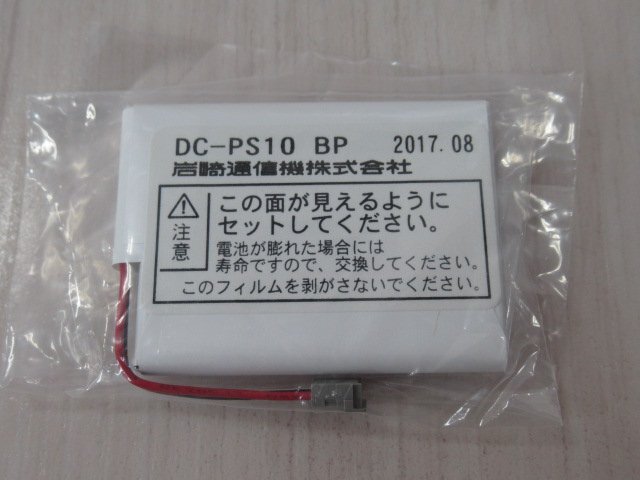 DC-PS10 BP 2017.08
岩崎通信機株式会社
注意
この面が見えるように
セットしてください。
電池が膨れた場合には
寿命ですので、交換してください。
このフィルムを剥がさないでください。